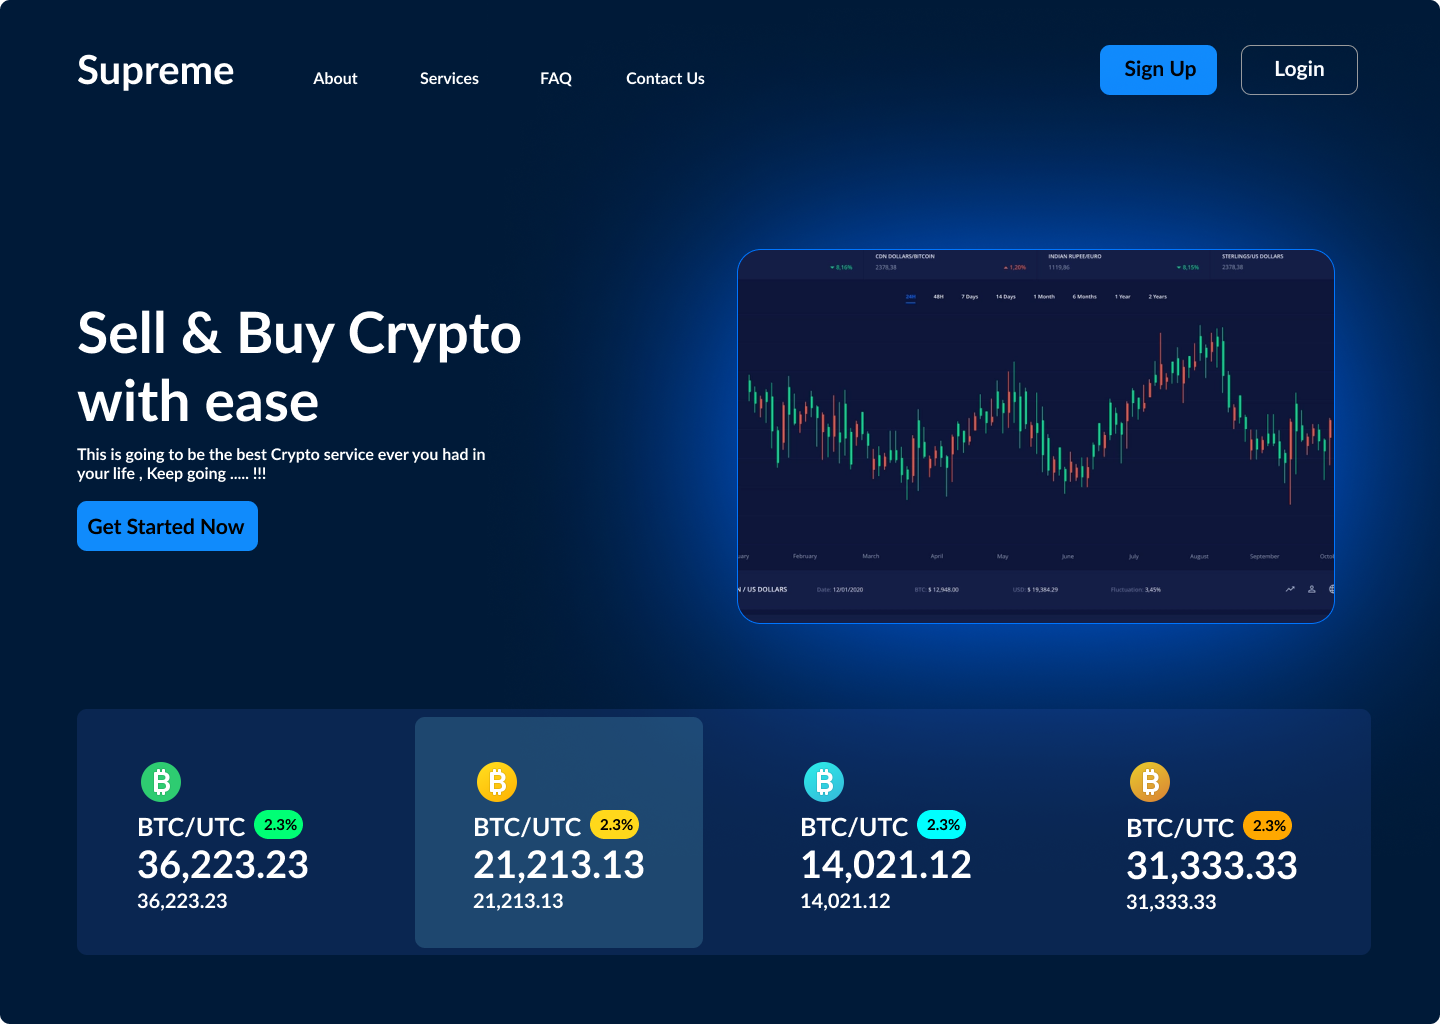 Supreme
About Services FAQ Contact Us
Sign Up Login
CDN DOLLARS/BITCOIN INDIAN RUPEE/EURO STERLINGS/US DOLLARS
8,16% 2378,38 1,20% 1119,86 8,15% 2378,38
24H 48H 7 Days 14 Days 1 Month 6 Months 1 Year 2 Years
Sell & Buy Crypto
with ease
This is going to be the best Crypto service ever you had in
your life , Keep going ..... !!!
Get Started Now
uary February March April May June July August September Octo
N / US DOLLARS Date: 12/01/2020 BTC: $ 12,948.00 USD: $ 19,384.29 Fluctuation: 3,45%
BTC/UTC 2.3%
36,223.23
36,223.23
BTC/UTC 2.3%
21,213.13
21,213.13
BTC/UTC 2.3%
14,021.12
14,021.12
BTC/UTC 2.3%
31,333.33
31,333.33